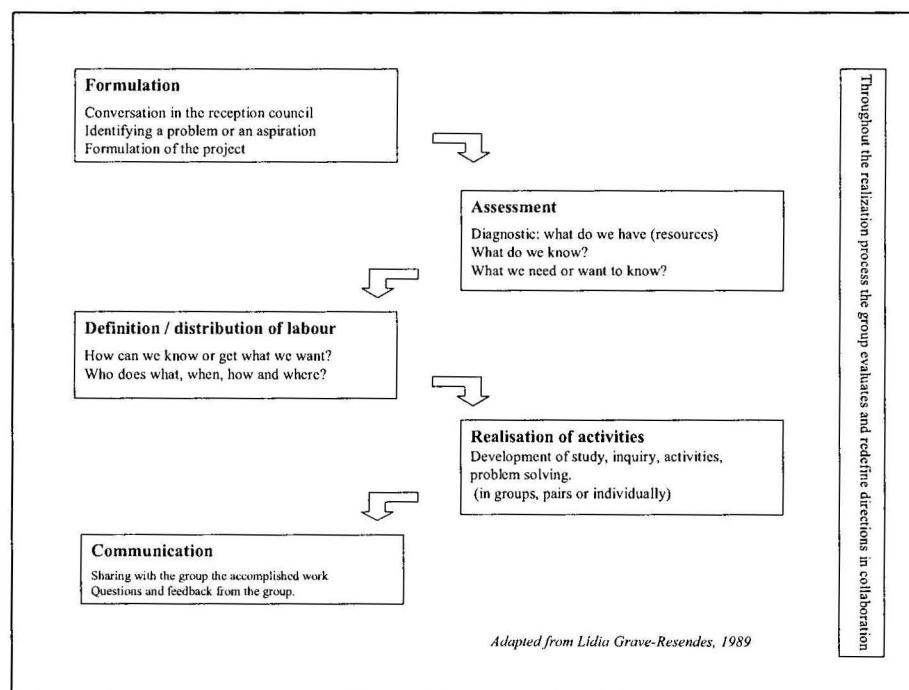 Formulation
Conversation in the reception council
Identifying a problem or an aspiration
Formulation of the project
Assessment
Diagnostic: what do we have (resources)
What do we know?
What we need or want to know?
Definition / distribution of labour
How can we know or get what we want?
Who does what, when, how and where?
Realisation of activities
Development of study, inquiry, activities,
problem solving.
(in groups, pairs or individually)
Communication
Sharing with the group the accomplished work
Questions and feedback from the group.
Adapted from Lídia Grave-Resendes, 1989
Throughout the realization process the group evaluates and redefine directions in collaboration